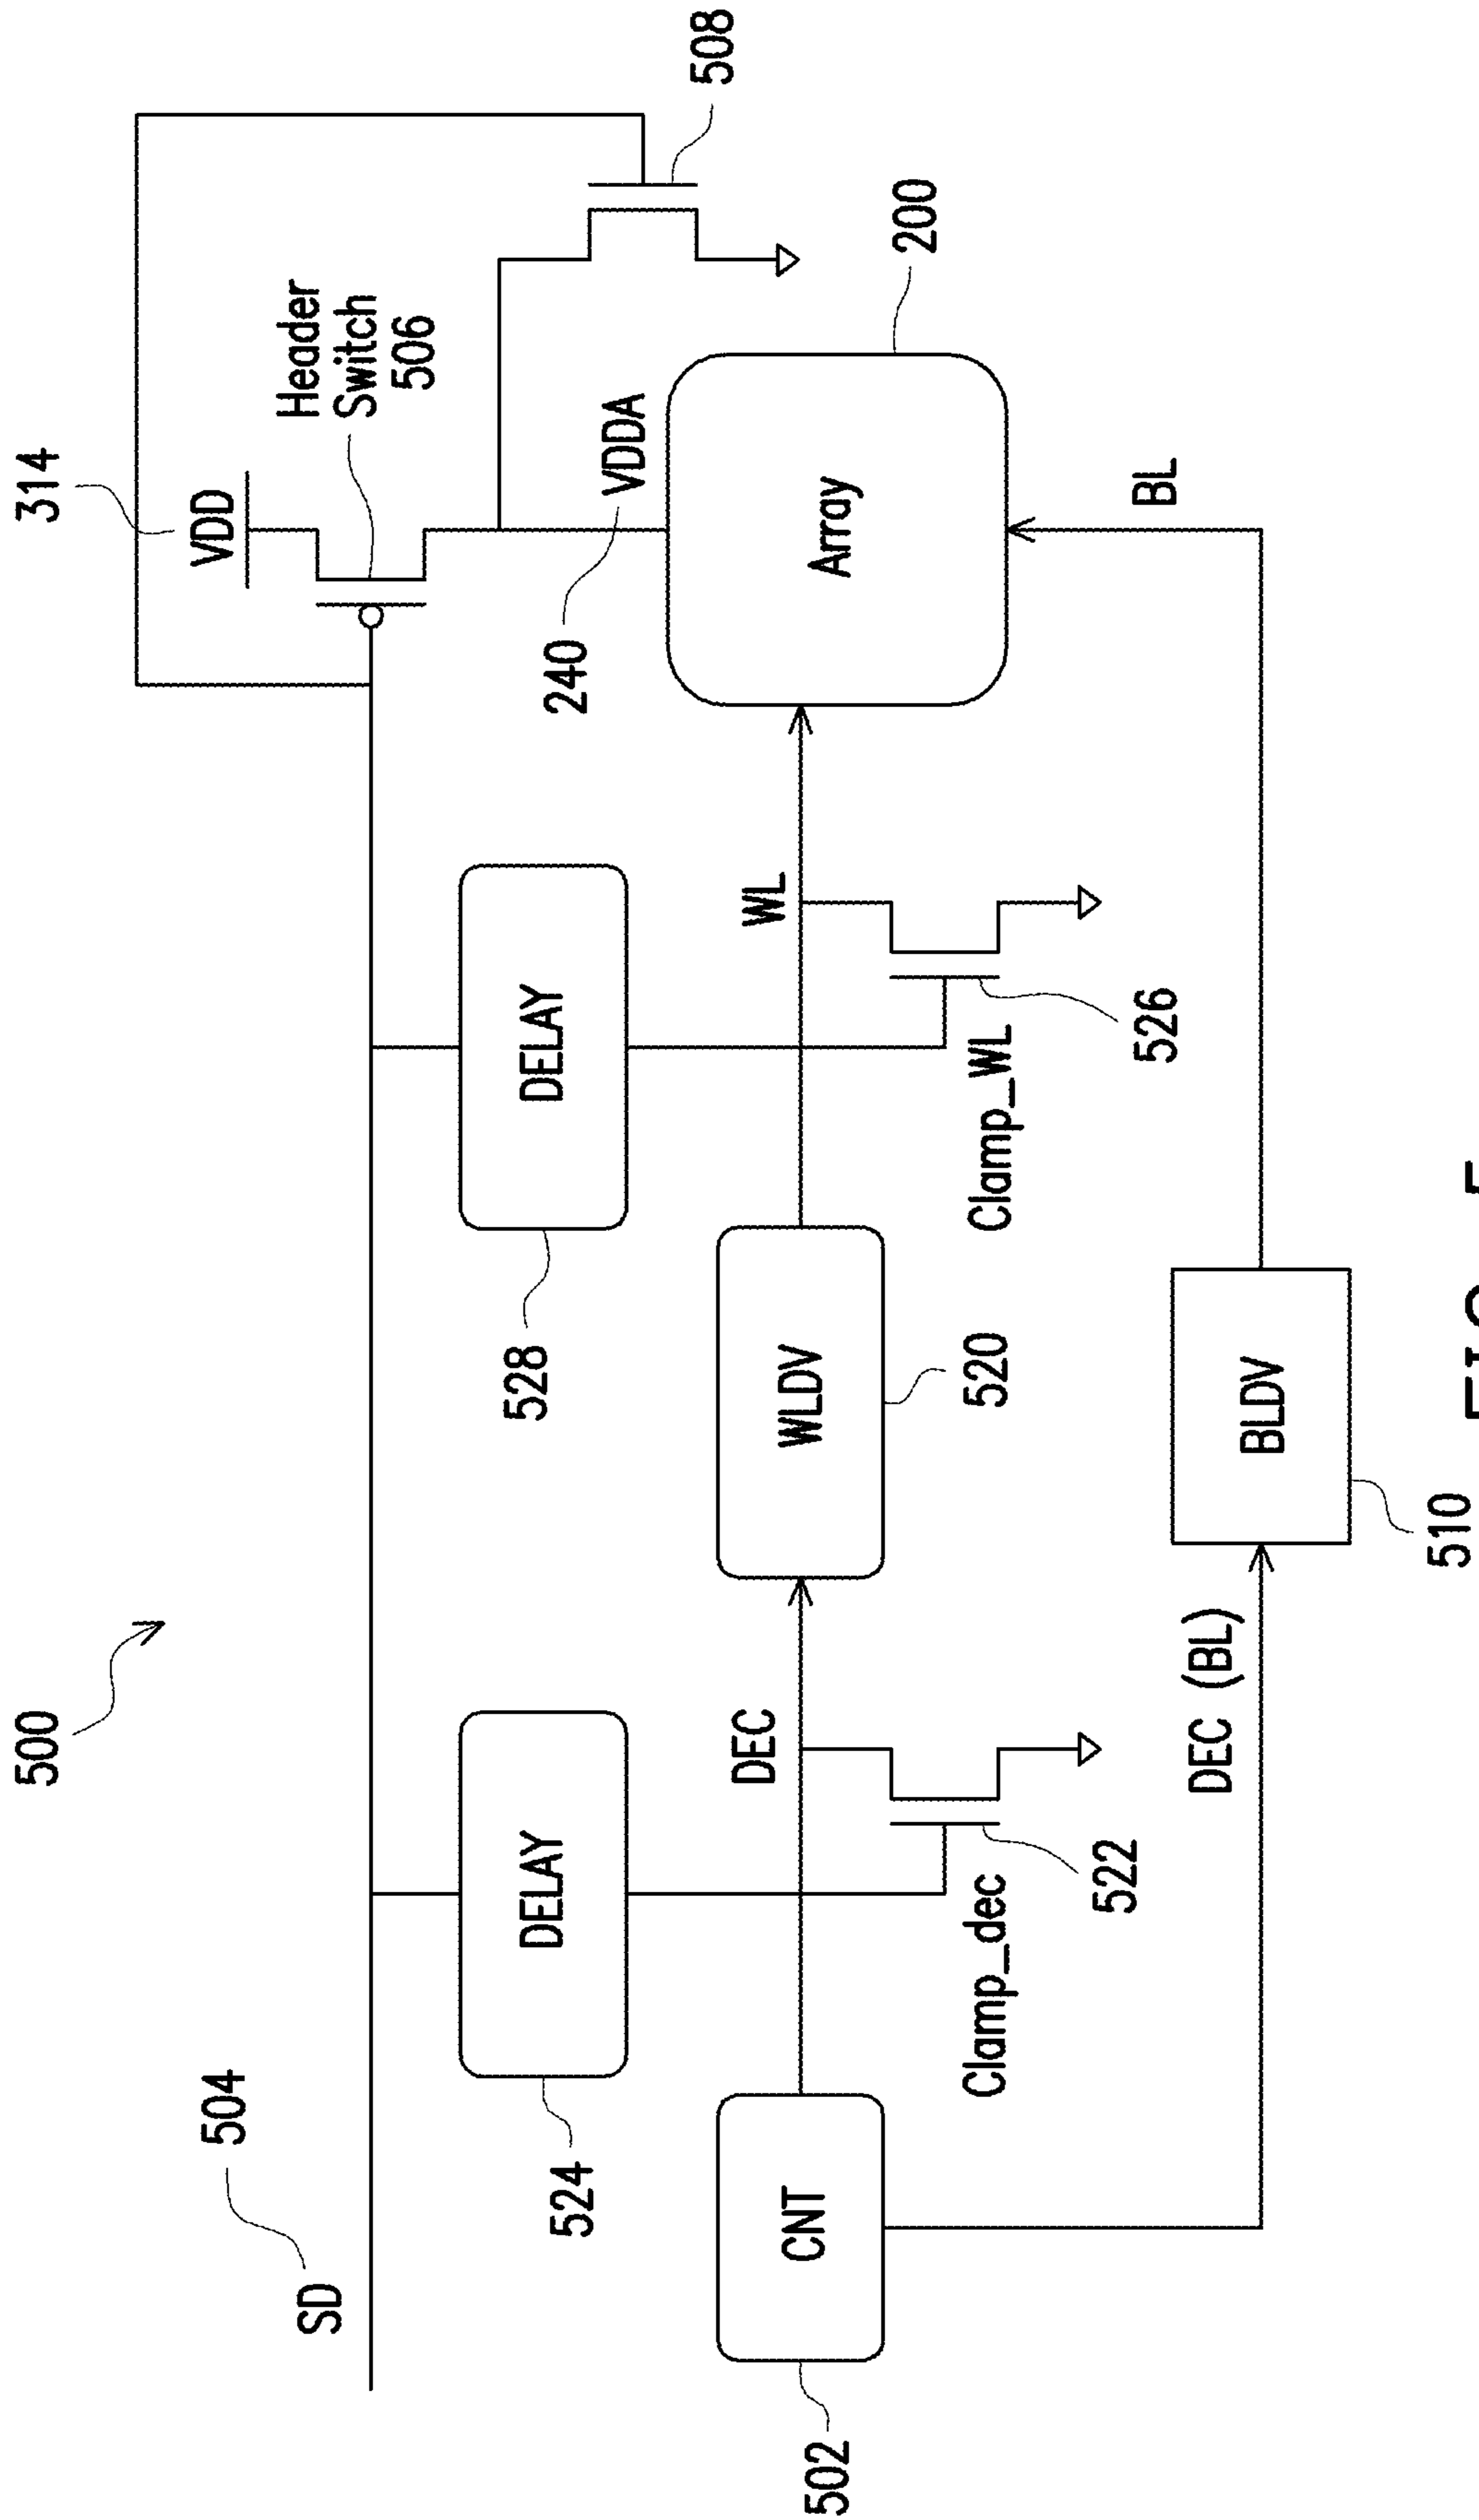 500
314
VDD
Header
Switch
506
508
504
SD
524
DELAY
528
DELAY
240
VDDA
200
502
CNT
DEC
WLDV
520
WL
Array
Clamp_dec
522
Clamp_WL
526
DEC (BL)
BLDV
510
BL